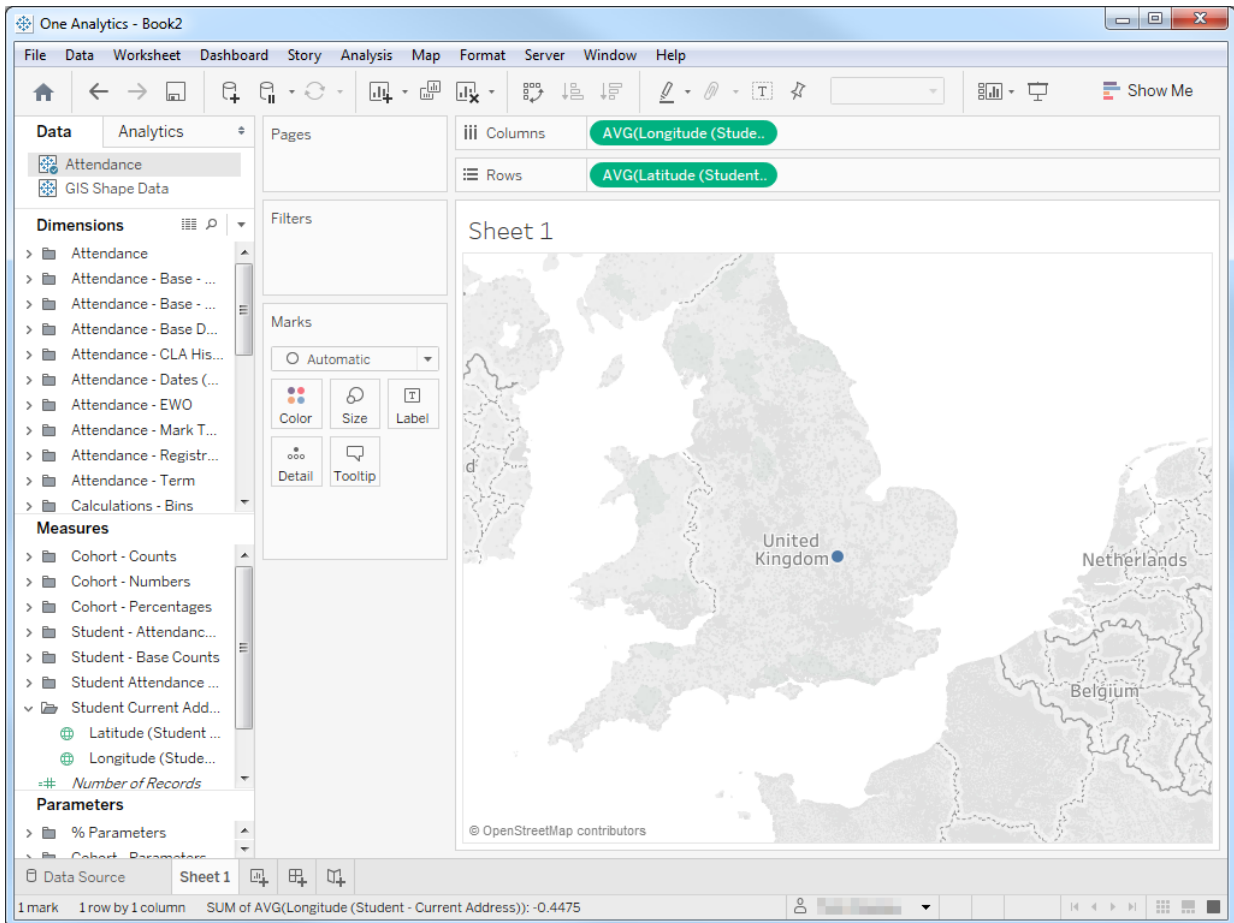 One Analytics - Book2
File Data Worksheet Dashboard Story Analysis Map Format Server Window Help
Show Me
Data Analytics
Attendance
GIS Shape Data
Dimensions
Attendance
Attendance - Base - ...
Attendance - Base - ...
Attendance - Base D...
Attendance - CLA His...
Attendance - Dates (...
Attendance - EWO
Attendance - Mark T...
Attendance - Registr...
Attendance - Term
Calculations - Bins
Measures
Cohort - Counts
Cohort - Numbers
Cohort - Percentages
Student - Attendanc...
Student - Base Counts
Student Attendance ...
Student Current Add...
Latitude (Student ...
Longitude (Stude...
=# Number of Records
Parameters
% Parameters
Cohort - Parameters
Pages
Filters
Marks
Automatic
Color Size Label
Detail Tooltip
iii Columns AVG(Longitude (Stude..
Rows AVG(Latitude (Student..
Sheet 1
d
United
Kingdom
Netherlands
Belgium
© OpenStreetMap contributors
Data Source Sheet 1
1 mark 1 row by 1 column SUM of AVG(Longitude (Student - Current Address)): -0.4475